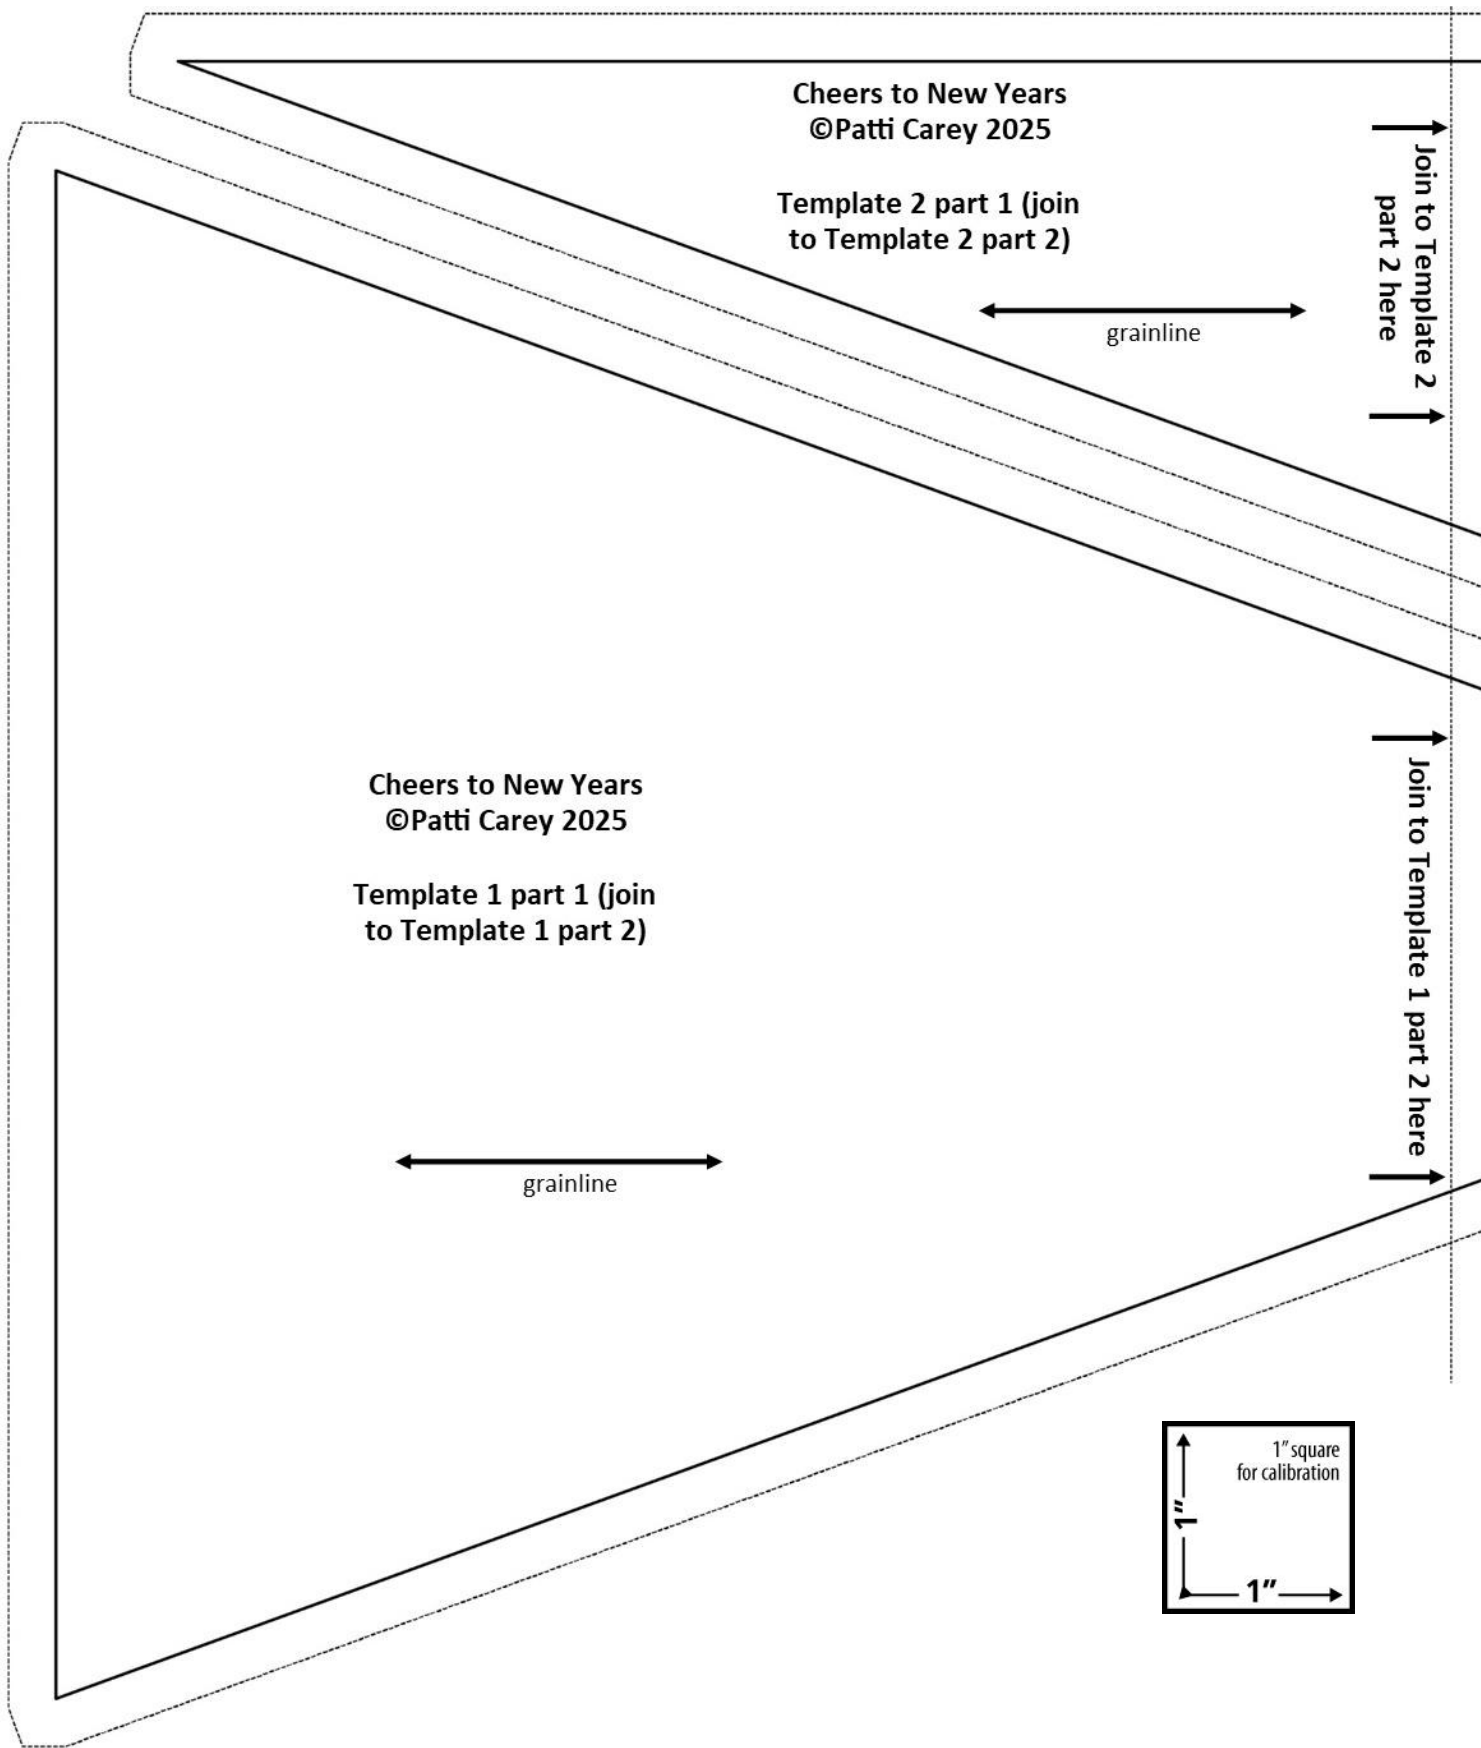 Cheers to New Years
©Patti Carey 2025
Template 2 part 1 (join
to Template 2 part 2)
grainline
Join to Template 2
part 2 here
Cheers to New Years
©Patti Carey 2025
Template 1 part 1 (join
to Template 1 part 2)
grainline
Join to Template 1 part 2 here
1” square
for calibration
1”
1”